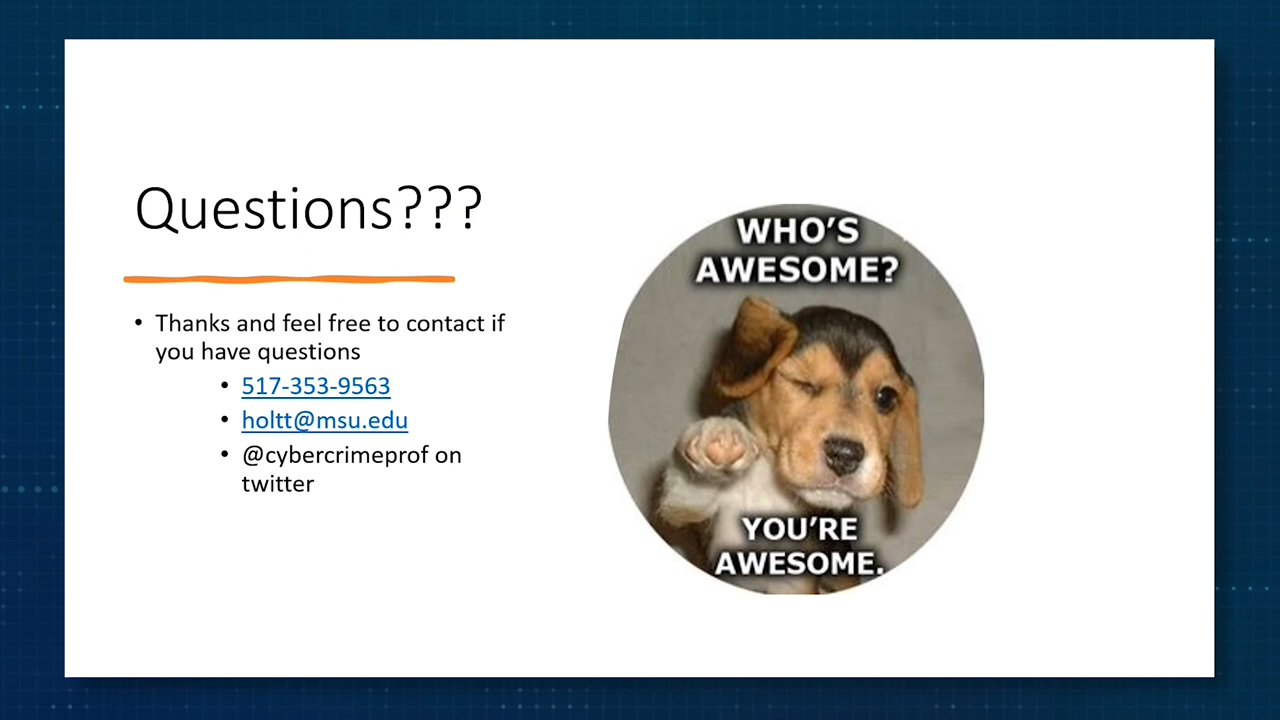 Questions???
• Thanks and feel free to contact if
you have questions
• 517-353-9563
• holtt@msu.edu
• @cybercrimeprof on
twitter
WHO'S
AWESOME?
YOU'RE
AWESOME.